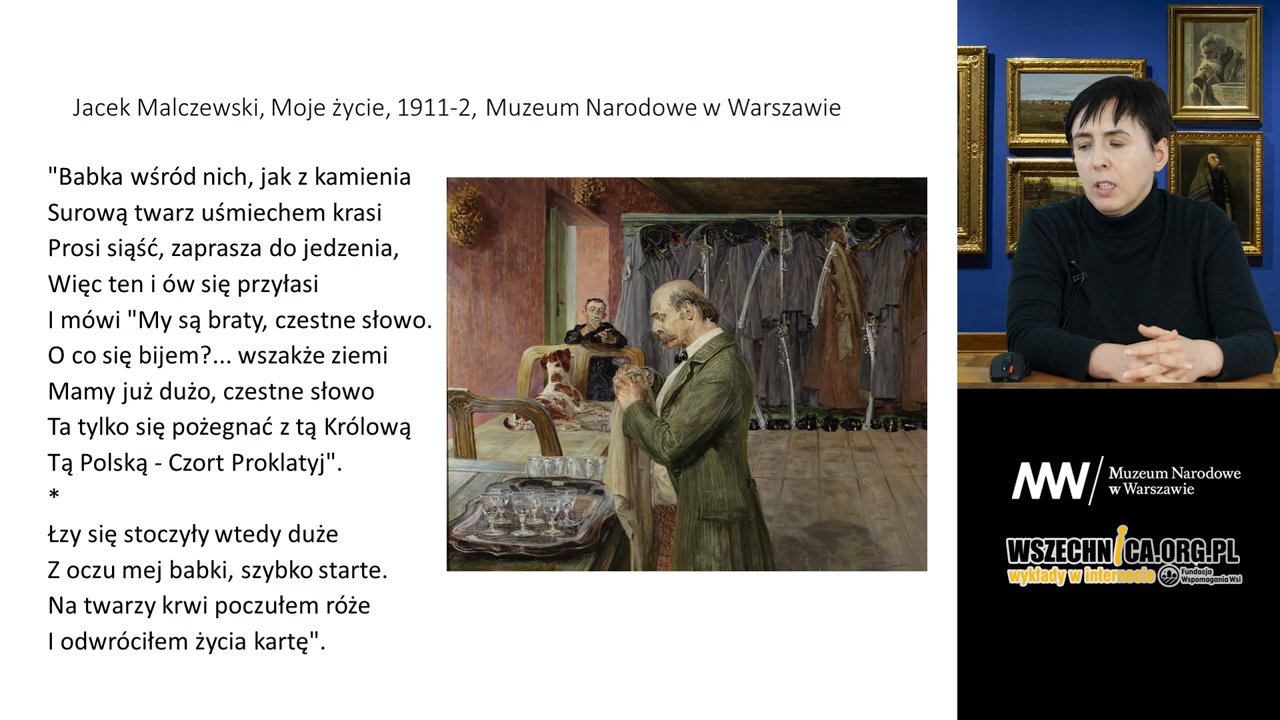 Jacek Malczewski, Moje życie, 1911-2, Muzeum Narodowe w Warszawie
"Babka wśród nich, jak z kamienia
Surową twarz uśmiechem krasi
Prosi siąść, zaprasza do jedzenia,
Więc ten i ów się przyłasi
I mówi "My są braty, czestne słowo.
O co się bijem?... wszakże ziemi
Mamy już dużo, czestne słowo
Ta tylko się pożegnać z tą Królową
Tą Polską - Czort Proklatyj".
*
Łzy się stoczyły wtedy duże
Z oczu mej babki, szybko starte.
Na twarzy krwi poczułem róże
I odwróciłem życia kartę".
Muzeum Narodowe
w Warszawie
WSZECHNICA.ORG.PL
wykłady w internecie
Fundacja
Wspomagania Wsi